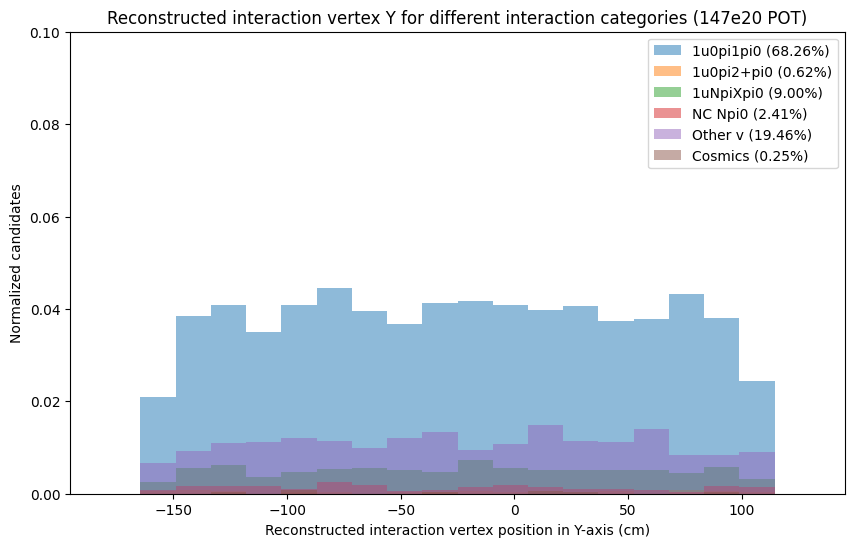 Reconstructed interaction vertex Y for different interaction categories (147e20 POT)
1u0pi1pi0 (68.26%)
1u0pi2+pi0 (0.62%)
1uNpiXpi0 (9.00%)
NC Npi0 (2.41%)
Other v (19.46%)
Cosmics (0.25%)
Normalized candidates
0.10
0.08
0.06
0.04
0.02
0.00
−150
−100
−50
0
50
100
Reconstructed interaction vertex position in Y-axis (cm)